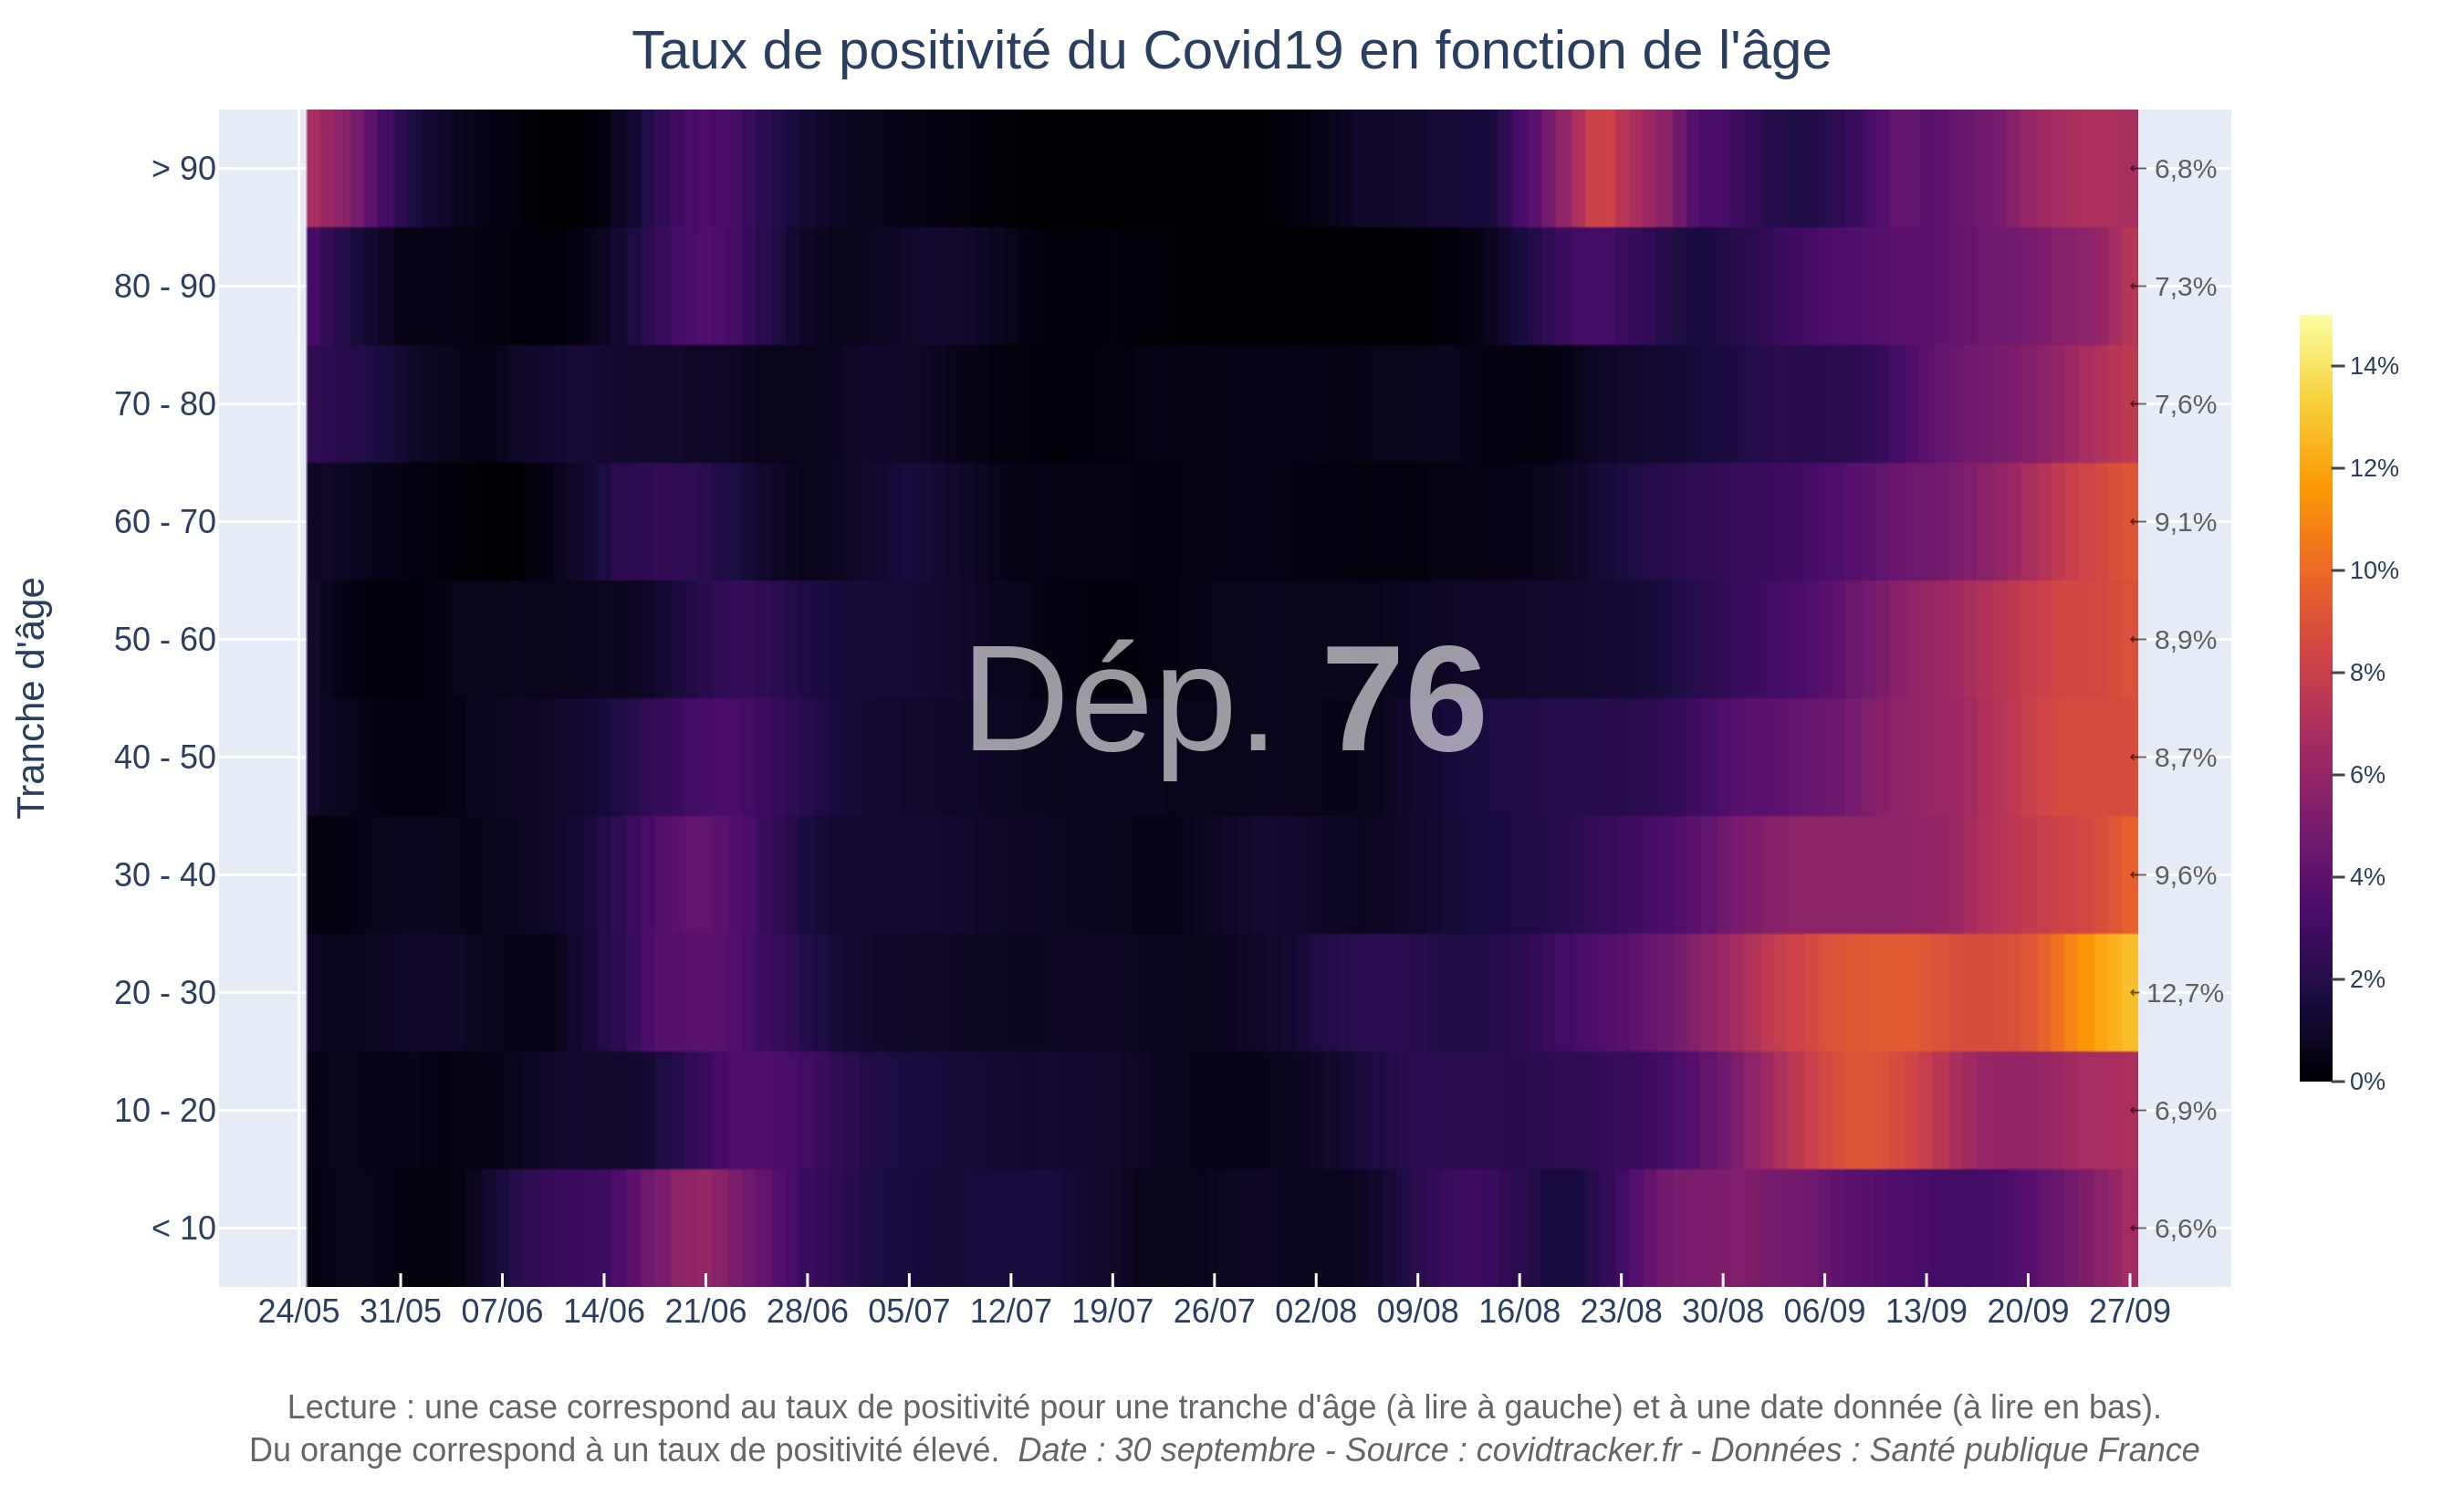 Taux de positivité du Covid19 en fonction de l'âge
Tranche d'âge
> 90
80 - 90
70 - 80
60 - 70
50 - 60
40 - 50
30 - 40
20 - 30
10 - 20
< 10
Dép. 76
6,8%
7,3%
7,6%
9,1%
8,9%
8,7%
9,6%
12,7%
6,9%
6,6%
14%
12%
10%
8%
6%
4%
2%
0%
24/05 31/05 07/06 14/06 21/06 28/06 05/07 12/07 19/07 26/07 02/08 09/08 16/08 23/08 30/08 06/09 13/09 20/09 27/09
Lecture : une case correspond au taux de positivité pour une tranche d'âge (à lire à gauche) et à une date donnée (à lire en bas).
Du orange correspond à un taux de positivité élevé. Date : 30 septembre - Source : covidtracker.fr - Données : Santé publique France